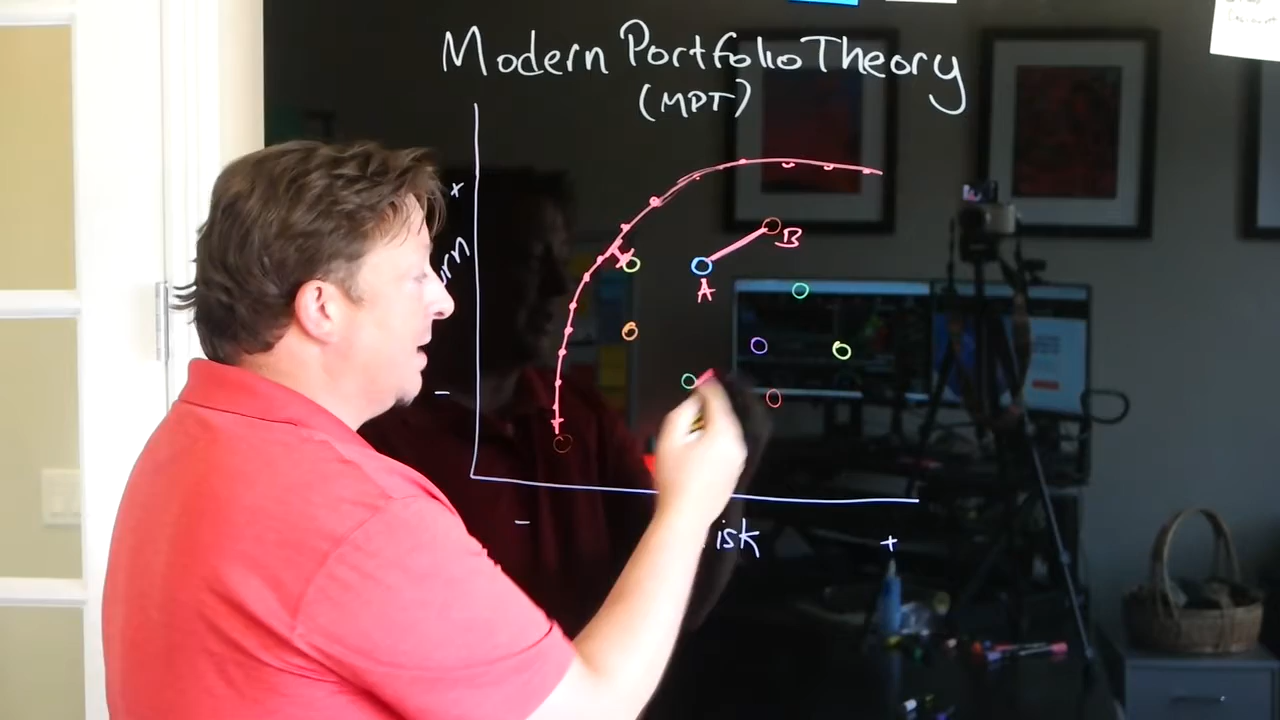 Modern Portfolio Theory
(MPT)
+
B
A
-
-
+